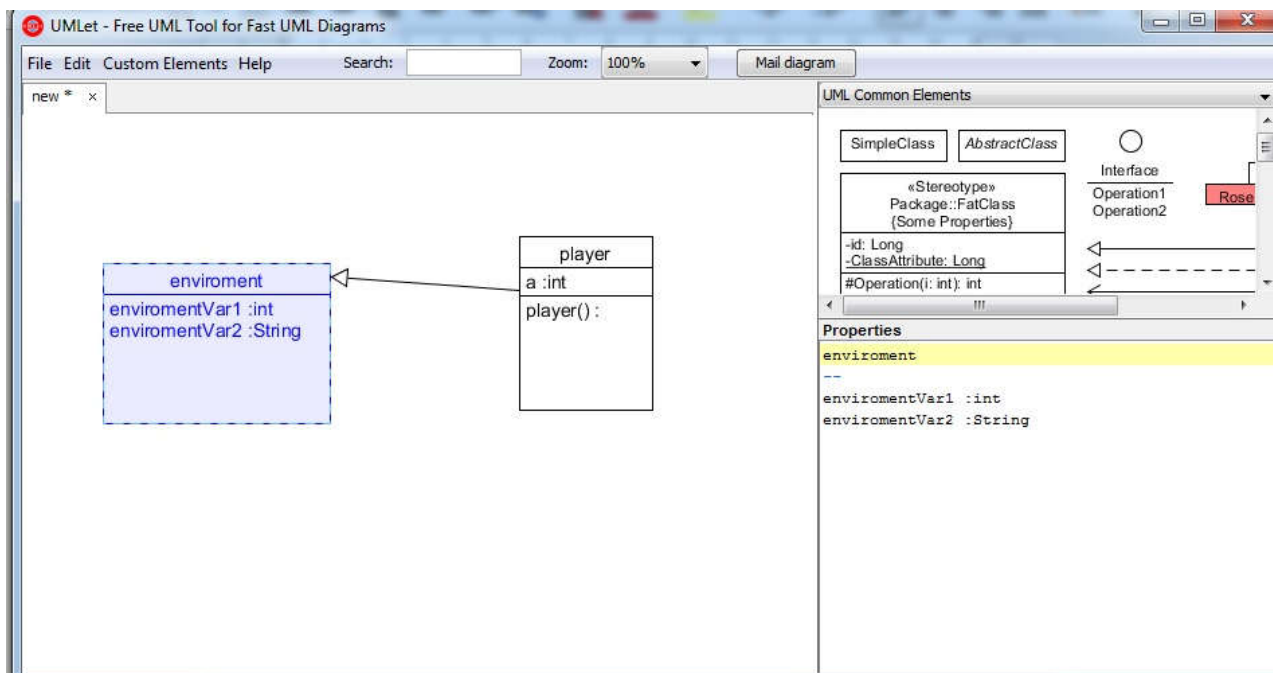 UMLet - Free UML Tool for Fast UML Diagrams
File Edit Custom Elements Help Search: Zoom: 100% Mail diagram
new * ×
enviroment
enviromentVar1 :int
enviromentVar2 :String
player
a :int
player() :
UML Common Elements
SimpleClass
AbstractClass
Interface
Operation1
Operation2
Rose
«Stereotype»
Package::FatClass
{Some Properties}
-id: Long
-ClassAttribute: Long
#Operation(i: int): int
Properties
enviroment
--
enviromentVar1 :int
enviromentVar2 :String